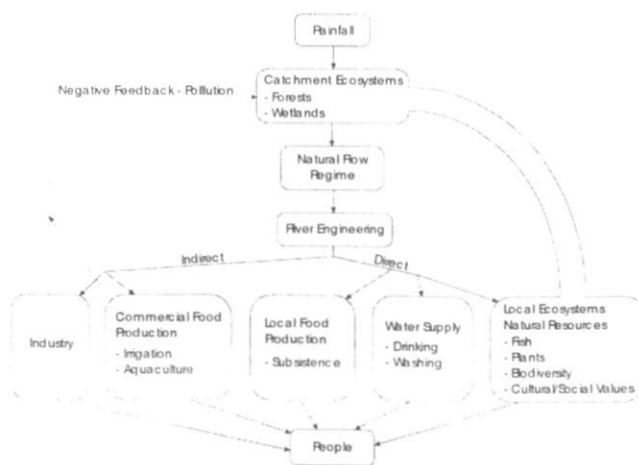 Rainfall
Catchment Ecosystems
- Forests
- Wetlands
Negative Feedback - Pollution
Natural Flow
Regime
River Engineering
Indirect
Direct
Industry
Commercial Food
Production
- Irrigation
- Aquaculture
Local Food
Production
- Subsistence
Water Supply
- Drinking
- Washing
Local Ecosystems
Natural Resources
- Fish
- Plants
- Biodiversity
- Cultural/Social Values
People